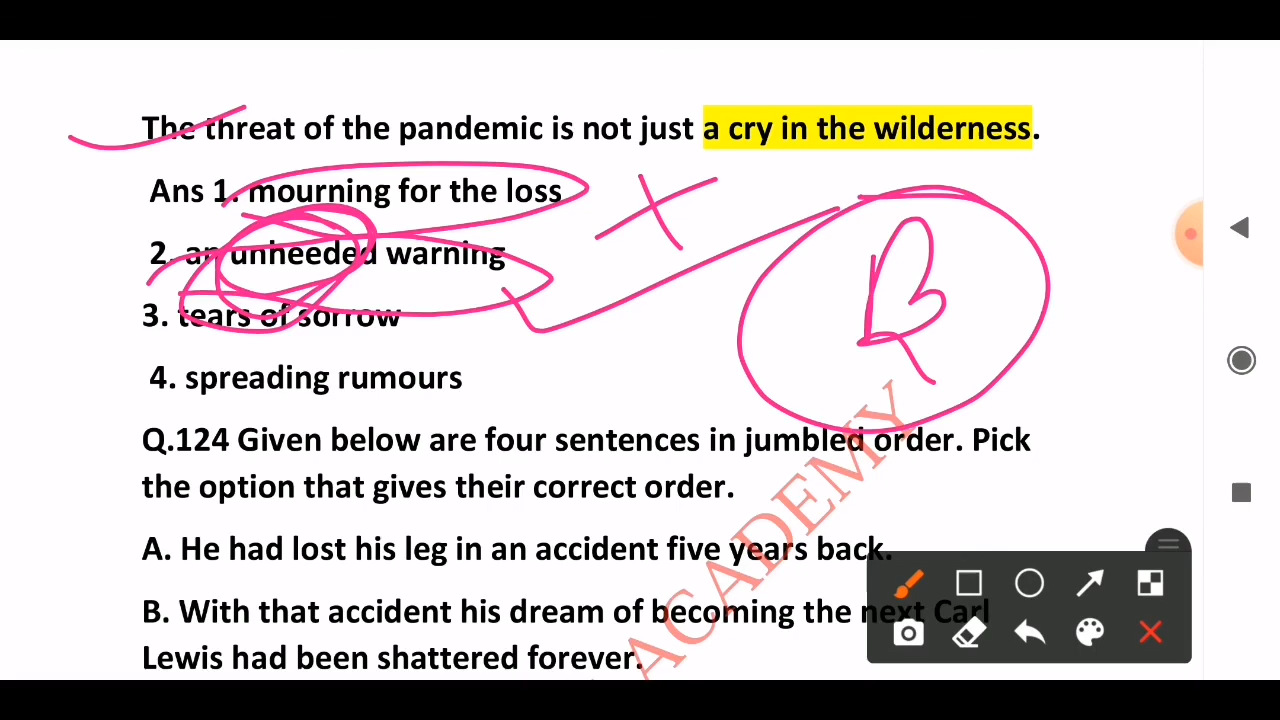 The threat of the pandemic is not just a cry in the wilderness.
Ans 1. mourning for the loss
2. an unheeded warning
3. tears of sorrow
4. spreading rumours
B
Q.124 Given below are four sentences in jumbled order. Pick
the option that gives their correct order.
A. He had lost his leg in an accident five years back.
B. With that accident his dream of becoming the next Carl
Lewis had been shattered forever.
ACADEMY